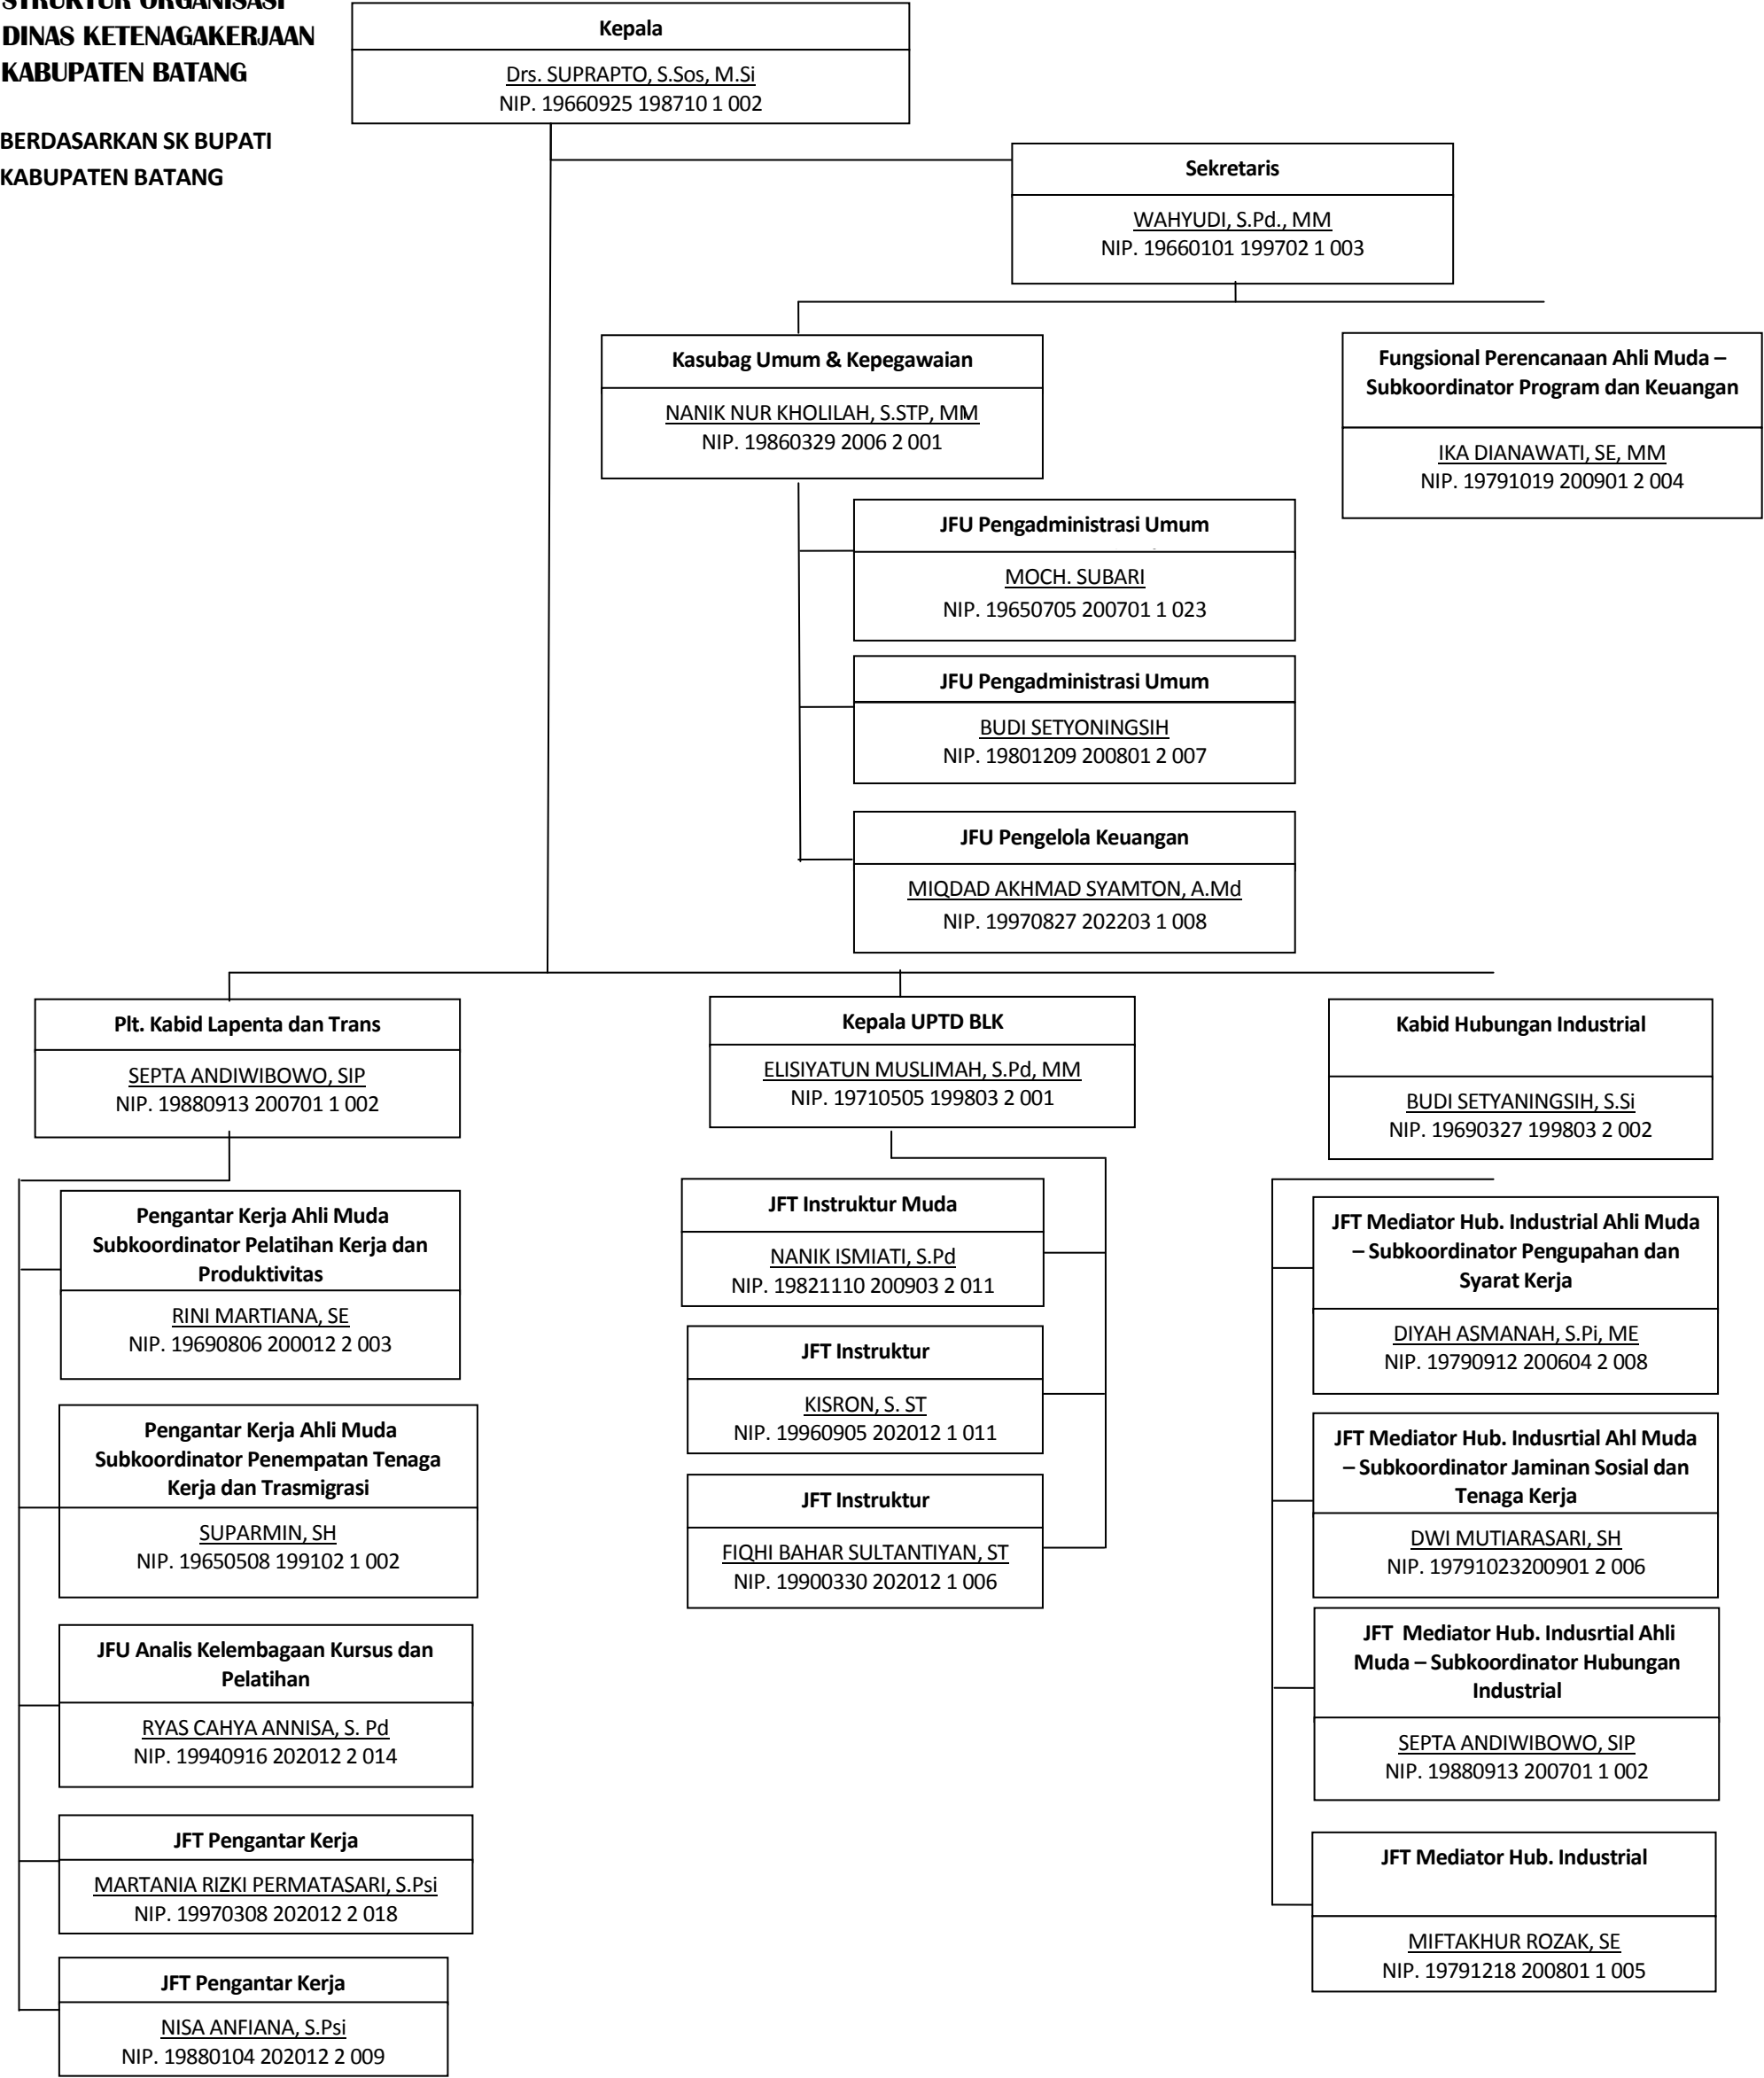 STRUKTUR ORGANISASI
DINAS KETENAGAKERJAAN
KABUPATEN BATANG
BERDASARKAN SK BUPATI
KABUPATEN BATANG
Kepala
Drs. SUPRAPTO, S.Sos, M.Si
NIP. 19660925 198710 1 002
Sekretaris
WAHYUDI, S.Pd., MM
NIP. 19660101 199702 1 003
Kasubag Umum & Kepegawaian
NANIK NUR KHOLILAH, S.STP, MM
NIP. 19860329 2006 2 001
Fungsional Perencanaan Ahli Muda –
Subkoordinator Program dan Keuangan
IKA DIANAWATI, SE, MM
NIP. 19791019 200901 2 004
JFU Pengadministrasi Umum
MOCH. SUBARI
NIP. 19650705 200701 1 023
JFU Pengadministrasi Umum
BUDI SETYONINGSIH
NIP. 19801209 200801 2 007
JFU Pengelola Keuangan
MIQDAD AKHMAD SYAMTON, A.Md
NIP. 19970827 202203 1 008
Plt. Kabid Lapenta dan Trans
SEPTA ANDIWIBOWO, SIP
NIP. 19880913 200701 1 002
Pengantar Kerja Ahli Muda
Subkoordinator Pelatihan Kerja dan
Produktivitas
RINI MARTIANA, SE
NIP. 19690806 200012 2 003
Pengantar Kerja Ahli Muda
Subkoordinator Penempatan Tenaga
Kerja dan Trasmigrasi
SUPARMIN, SH
NIP. 19650508 199102 1 002
JFU Analis Kelembagaan Kursus dan
Pelatihan
RYAS CAHYA ANNISA, S. Pd
NIP. 19940916 202012 2 014
JFT Pengantar Kerja
MARTANIA RIZKI PERMATASARI, S.Psi
NIP. 19970308 202012 2 018
JFT Pengantar Kerja
NISA ANFIANA, S.Psi
NIP. 19880104 202012 2 009
Kepala UPTD BLK
ELISIYATUN MUSLIMAH, S.Pd, MM
NIP. 19710505 199803 2 001
JFT Instruktur Muda
NANIK ISMIATI, S.Pd
NIP. 19821110 200903 2 011
JFT Instruktur
KISRON, S. ST
NIP. 19960905 202012 1 011
JFT Instruktur
FIQHI BAHAR SULTANTIYAN, ST
NIP. 19900330 202012 1 006
Kabid Hubungan Industrial
BUDI SETYANINGSIH, S.Si
NIP. 19690327 199803 2 002
JFT Mediator Hub. Industrial Ahli Muda
– Subkoordinator Pengupahan dan
Syarat Kerja
DIYAH ASMANAH, S.Pi, ME
NIP. 19790912 200604 2 008
JFT Mediator Hub. Indusrtial Ahl Muda
– Subkoordinator Jaminan Sosial dan
Tenaga Kerja
DWI MUTIARASARI, SH
NIP. 19791023200901 2 006
JFT Mediator Hub. Indusrtial Ahli
Muda – Subkoordinator Hubungan
Industrial
SEPTA ANDIWIBOWO, SIP
NIP. 19880913 200701 1 002
JFT Mediator Hub. Industrial
MIFTAKHUR ROZAK, SE
NIP. 19791218 200801 1 005